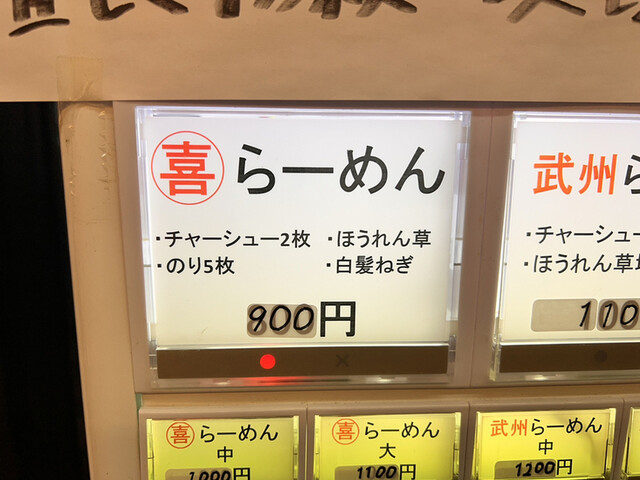 喜らーめん
・チャーシュー2枚 ・ほうれん草
・のり5枚 ・白髪ねぎ
900円
武州ら
・チャーシュー
・ほうれん草
1100
喜らーめん
中
1000円
喜らーめん
大
1100円
武州らーめん
中
1200円